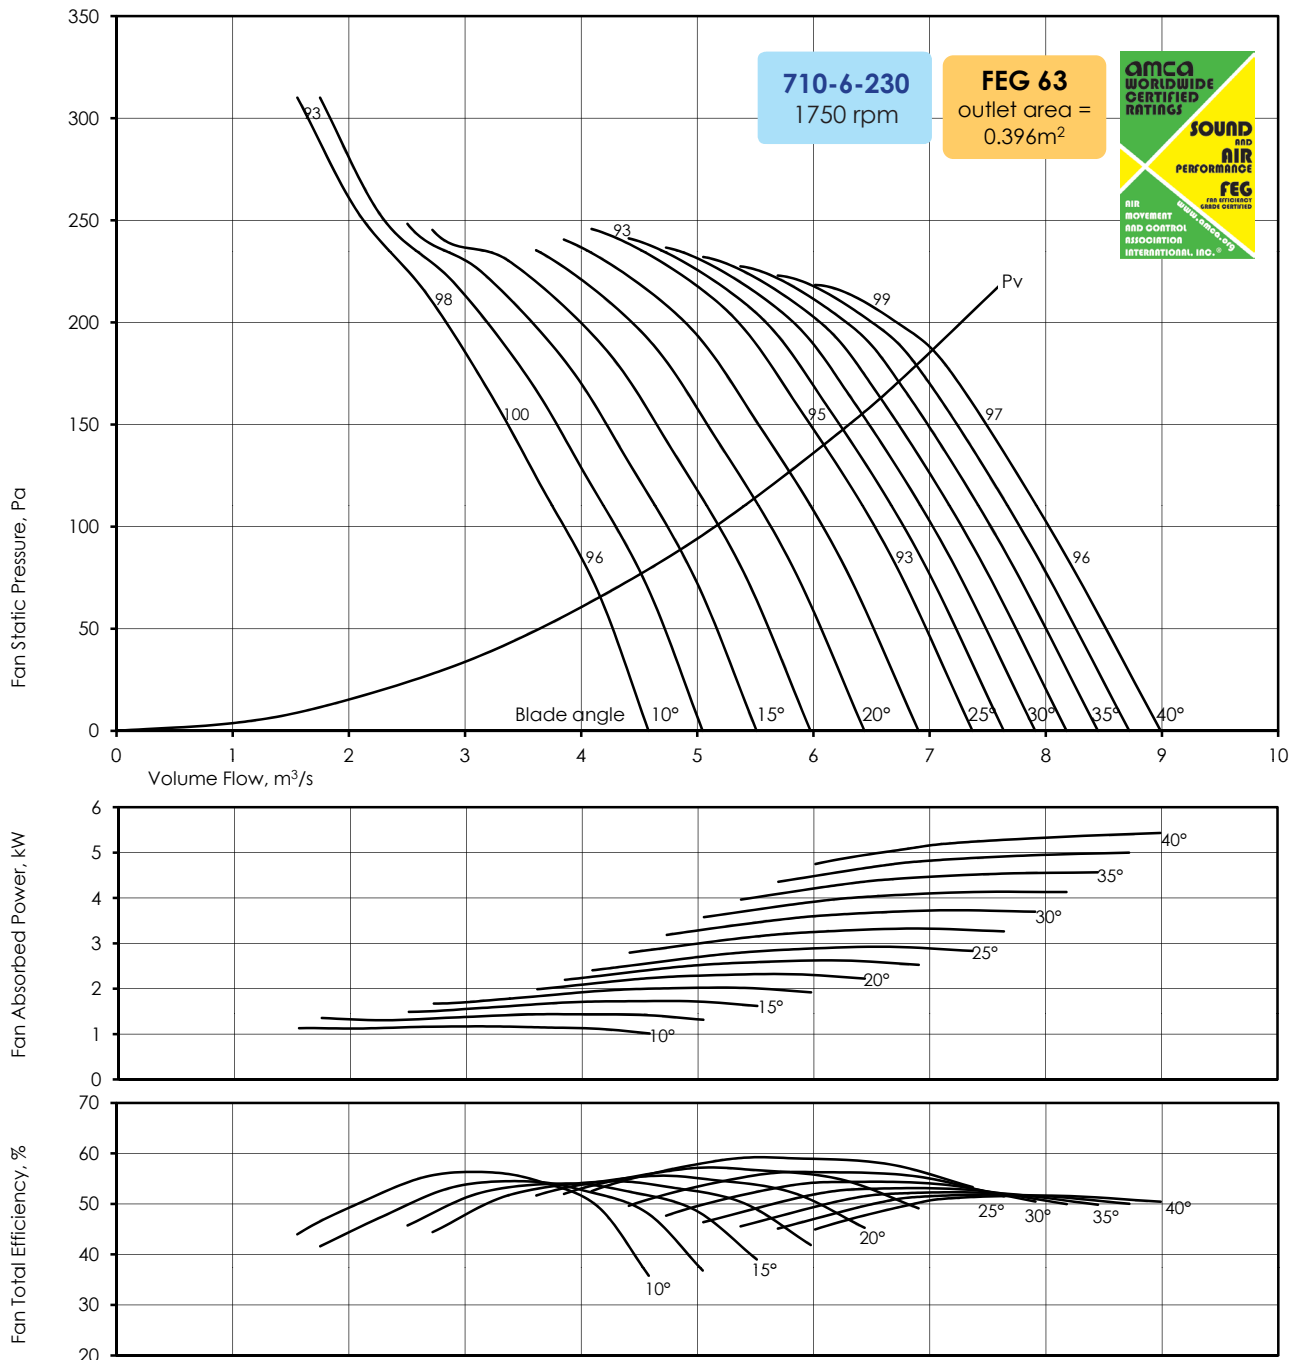 350
300
250
200
150
100
50
0
Fan Static Pressure, Pa
710-6-230
1750 rpm
FEG 63
outlet area =
0.396m²
amca
WORLDWIDE
CERTIFIED
RATINGS
SOUND
AND
AIR
PERFORMANCE
FEG
FAN EFFICIENCY
GRADE CERTIFIED
www.amca.org
AIR
MOVEMENT
AND CONTROL
ASSOCIATION
INTERNATIONAL, INC.®
93
93
99
98
Pv
100
95
97
96
93
96
Blade angle 10° 15° 20° 25° 30° 35° 40°
0 1 2 3 4 5 6 7 8 9 10
Volume Flow, m³/s
Fan Absorbed Power, kW
6
5
4
3
2
1
0
40°
35°
30°
25°
20°
15°
10°
Fan Total Efficiency, %
70
60
50
40
30
20
10°
15°
20°
25°
30°
35°
40°